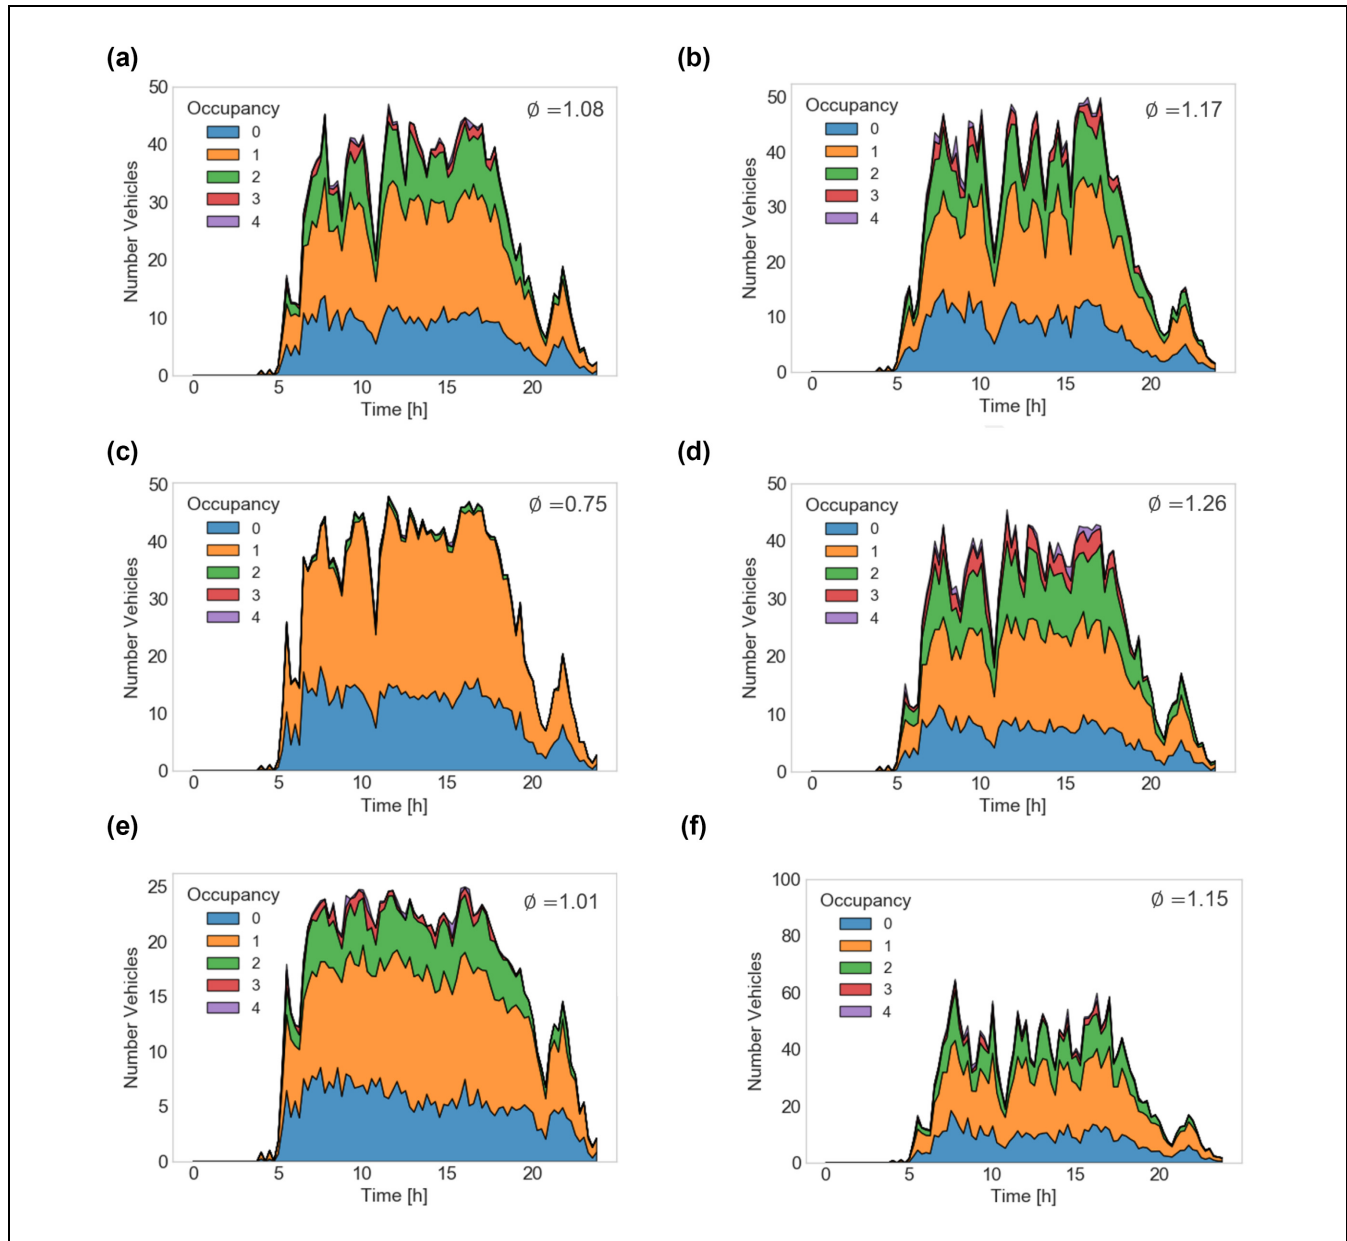 (a)
Occupancy
0
1
2
3
4
Ø =1.08
50
40
30
20
10
0
Number Vehicles
0 5 10 15 20
Time [h]
(b)
Occupancy
0
1
2
3
4
Ø =1.17
50
40
30
20
10
0
Number Vehicles
0 5 10 15 20
Time [h]
(c)
Occupancy
0
1
2
3
4
Ø =0.75
50
40
30
20
10
0
Number Vehicles
0 5 10 15 20
Time [h]
(d)
Occupancy
0
1
2
3
4
Ø =1.26
50
40
30
20
10
0
Number Vehicles
0 5 10 15 20
Time [h]
(e)
Occupancy
0
1
2
3
4
Ø =1.01
25
20
15
10
5
0
Number Vehicles
0 5 10 15 20
Time [h]
(f)
Occupancy
0
1
2
3
4
Ø =1.15
100
80
60
40
20
0
Number Vehicles
0 5 10 15 20
Time [h]